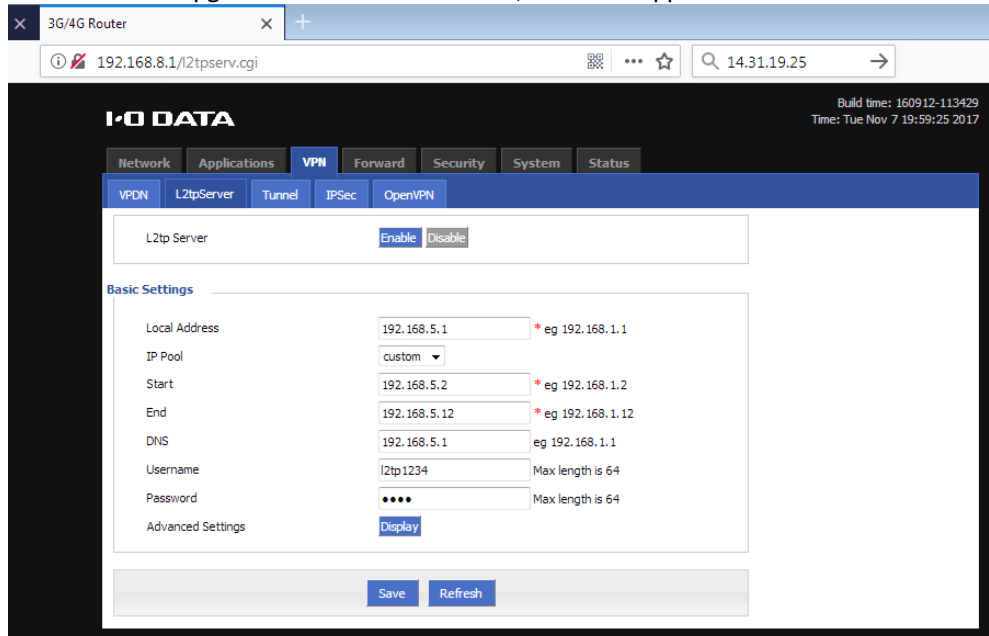 3G/4G Router
192.168.8.1/l2tpserv.cgi
14.31.19.25
I-O DATA
Build time: 160912-113429
Time: Tue Nov 7 19:59:25 2017
Network Applications VPN Forward Security System Status
VPDN L2tpServer Tunnel IPSec OpenVPN
L2tp Server Enable Disable
Basic Settings
Local Address 192.168.5.1 * eg 192.168.1.1
IP Pool custom
Start 192.168.5.2 * eg 192.168.1.2
End 192.168.5.12 * eg 192.168.1.12
DNS 192.168.5.1 eg 192.168.1.1
Username l2tp1234 Max length is 64
Password •••• Max length is 64
Advanced Settings Display
Save Refresh